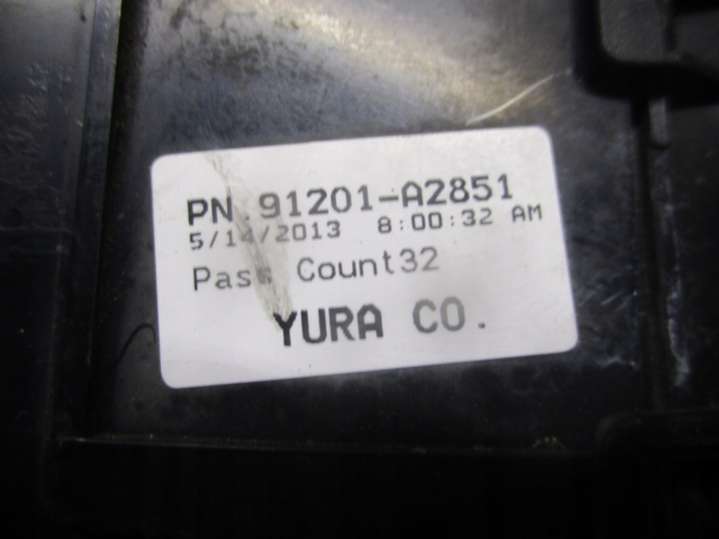 PN.91201-A2851
5/14/2013 8:00:32 AM
Pass Count32
YURA CO.